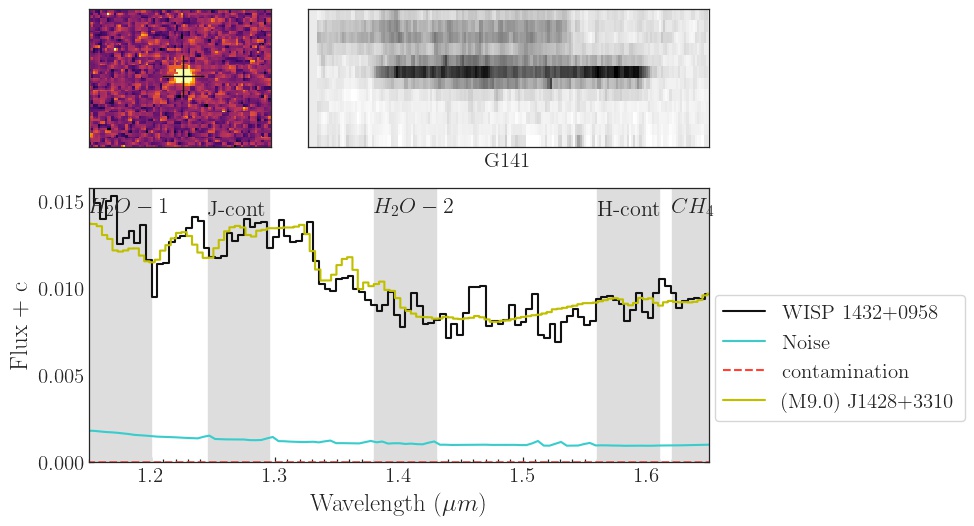 G141
H₂O − 1
J-cont
H₂O − 2
H-cont
CH₄
0.015
0.010
0.005
0.000
Flux + c
1.2
1.3
1.4
1.5
1.6
Wavelength (μm)
WISP 1432+0958
Noise
contamination
(M9.0) J1428+3310